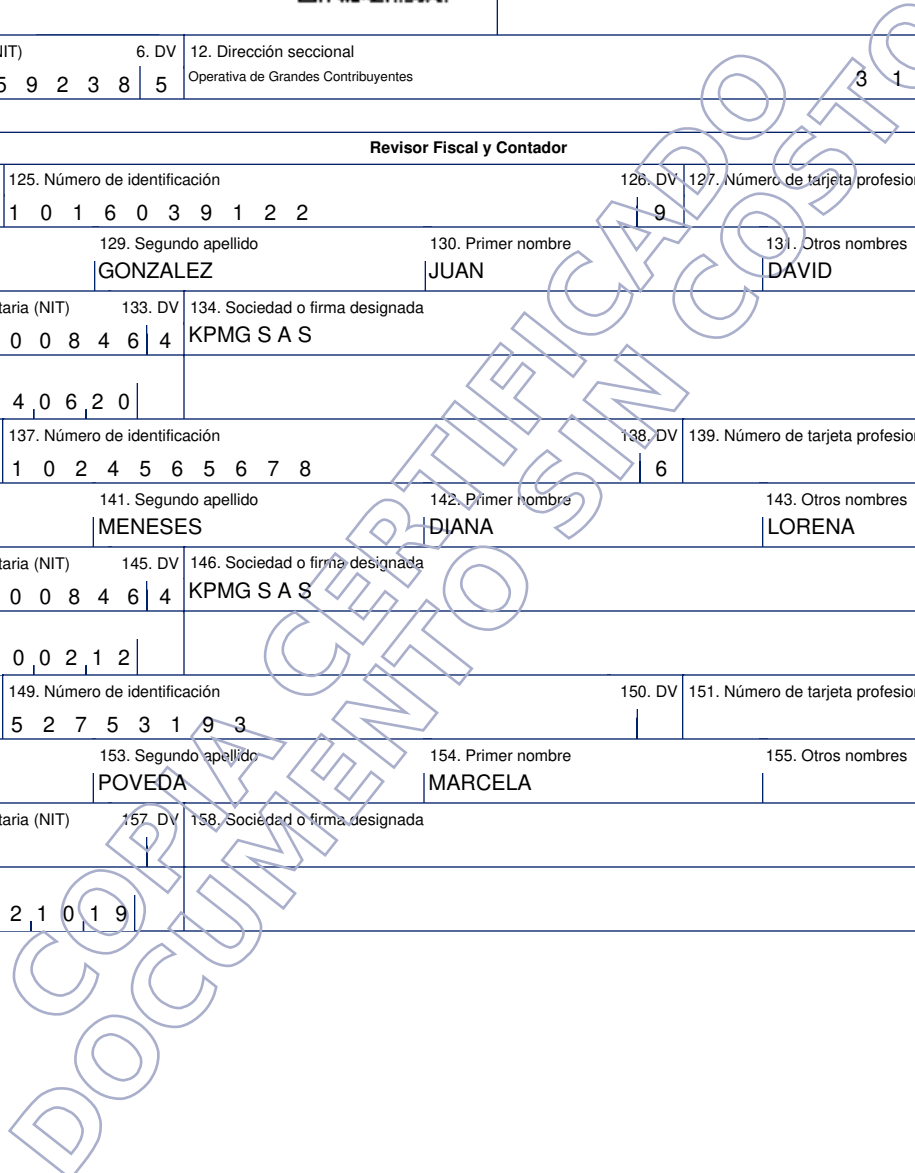 6. DV 12. Dirección seccional
9 2 3 8 5 Operativa de Grandes Contribuyentes 3 1
Revisor Fiscal y Contador
125. Número de identificación 126. DV 127. Número de tarjeta
1 0 1 6 0 3 9 1 2 2 9
129. Segundo apellido 130. Primer nombre 131. Otros nombres
GONZALEZ JUAN DAVID
(NIT) 133. DV 134. Sociedad o firma designada
0 0 8 4 6 4 KPMG S A S
4 0 6 2 0
137. Número de identificación 138. DV 139. Número de tarjeta
1 0 2 4 5 6 5 6 7 8 6
141. Segundo apellido 142. Primer nombre 143. Otros nombres
MENESES DIANA LORENA
(NIT) 145. DV 146. Sociedad o firma designada
0 0 8 4 6 4 KPMG S A S
0 0 2 1 2
149. Número de identificación 150. DV 151. Número de tarjeta
5 2 7 5 3 1 9 3
153. Segundo apellido 154. Primer nombre 155. Otros nombres
POVEDA MARCELA
(NIT) 157. DV 158. Sociedad o firma designada
2 1 0 1 9
COPIA CERTIFICADO
DOCUMENTO SIN COSTO